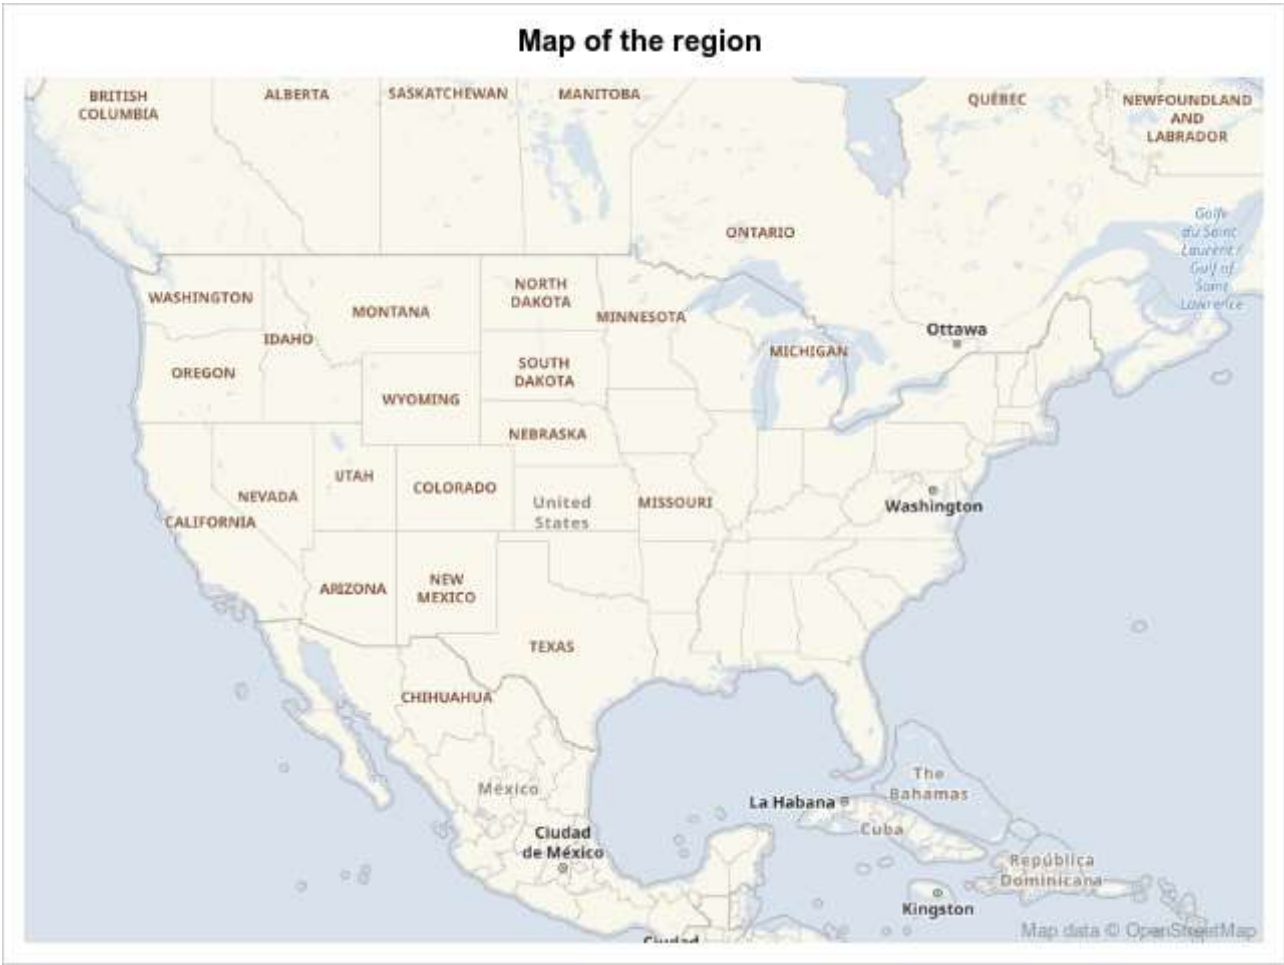 Map of the region
BRITISH
COLUMBIA
ALBERTA
SASKATCHEWAN
MANITOBA
QUÉBEC
NEWFOUNDLAND
AND
LABRADOR
ONTARIO
Golfe
du Saint
Laurent /
Gulf of
Saint
Lawrence
WASHINGTON
MONTANA
NORTH
DAKOTA
MINNESOTA
IDAHO
OREGON
WYOMING
SOUTH
DAKOTA
MICHIGAN
Ottawa
NEBRASKA
UTAH
COLORADO
NEVADA
CALIFORNIA
United
States
MISSOURI
Washington
ARIZONA
NEW
MEXICO
TEXAS
CHIHUAHUA
México
Ciudad
de México
La Habana
The
Bahamas
Cuba
República
Dominicana
Kingston
Map data © OpenStreetMap
Ciudad